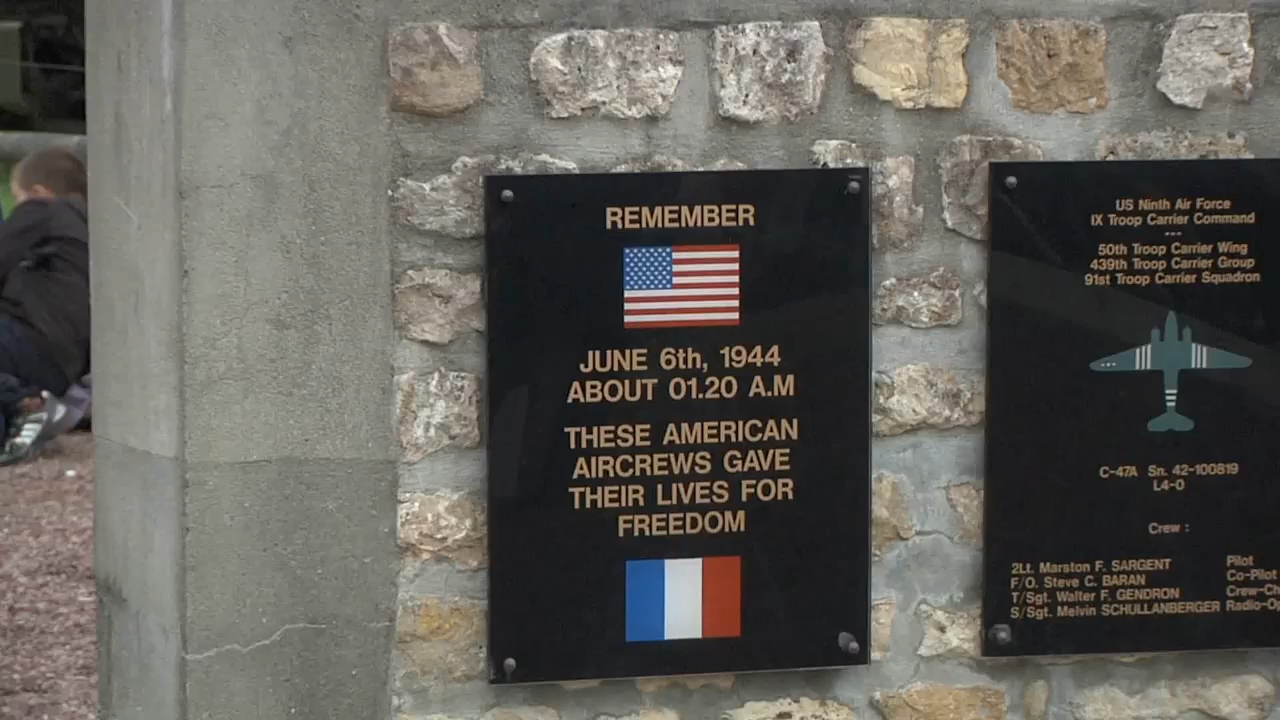 REMEMBER
JUNE 6th, 1944
ABOUT 01.20 A.M
THESE AMERICAN
AIRCREWS GAVE
THEIR LIVES FOR
FREEDOM
US Ninth Air Force
IX Troop Carrier Command
---
50th Troop Carrier Wing
439th Troop Carrier Group
91st Troop Carrier Squadron
C-47A Sn. 42-100819
L4-O
Crew :
2Lt. Marston F. SARGENT Pilot
F/O. Steve C. BARAN Co-Pilot
T/Sgt. Walter F. GENDRON
S/Sgt. Melvin SCHULLANBERGER